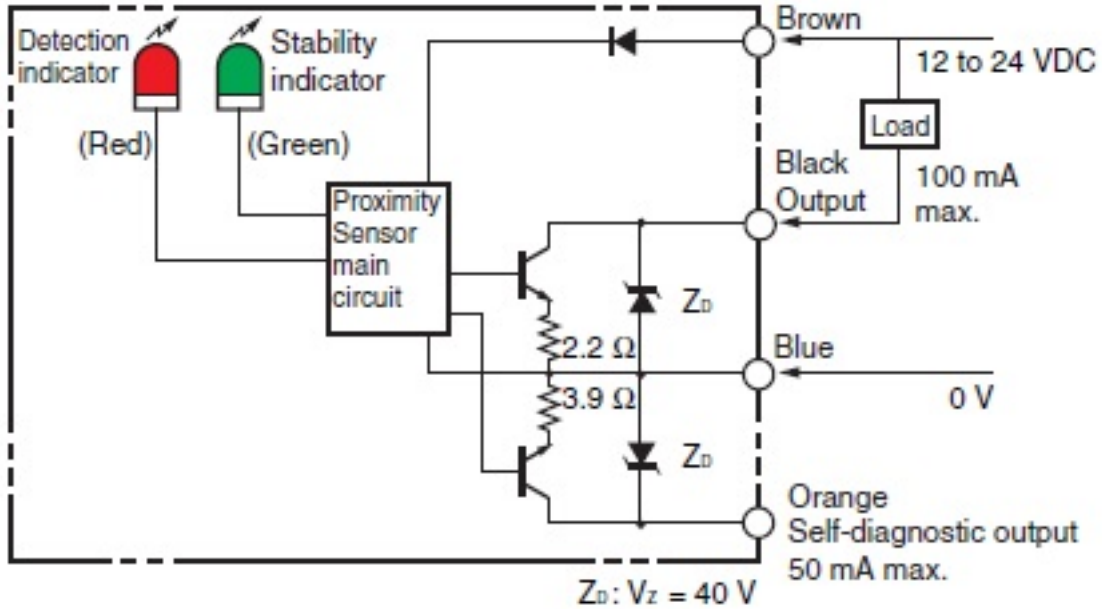 Detection
indicator
(Red)
Stability
indicator
(Green)
Brown
12 to 24 VDC
Load
100 mA
max.
Black
Output
Proximity
Sensor
main
circuit
ZD
2.2 Ω
Blue
0 V
3.9 Ω
ZD
Orange
Self-diagnostic output
50 mA max.
ZD: VZ = 40 V